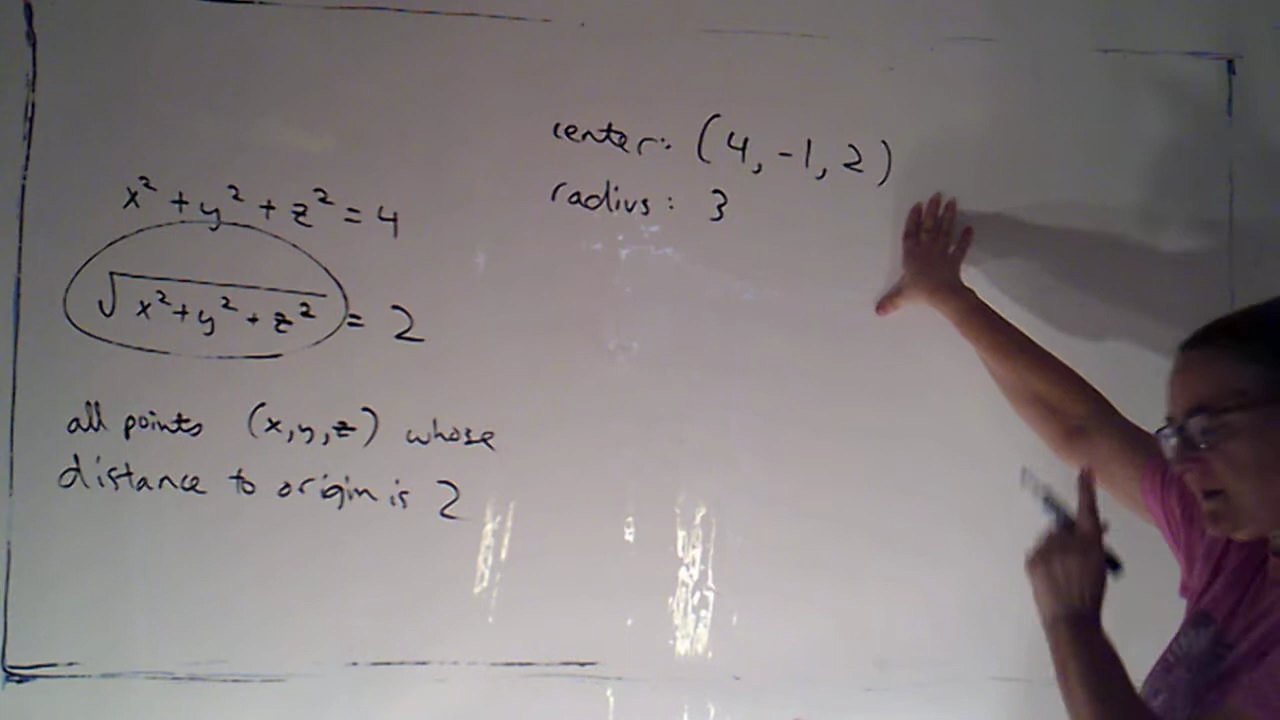 x² + y² + z² = 4
√x² + y² + z² = 2
all points (x, y, z) whose
distance to origin is 2
center: (4, -1, 2)
radius: 3